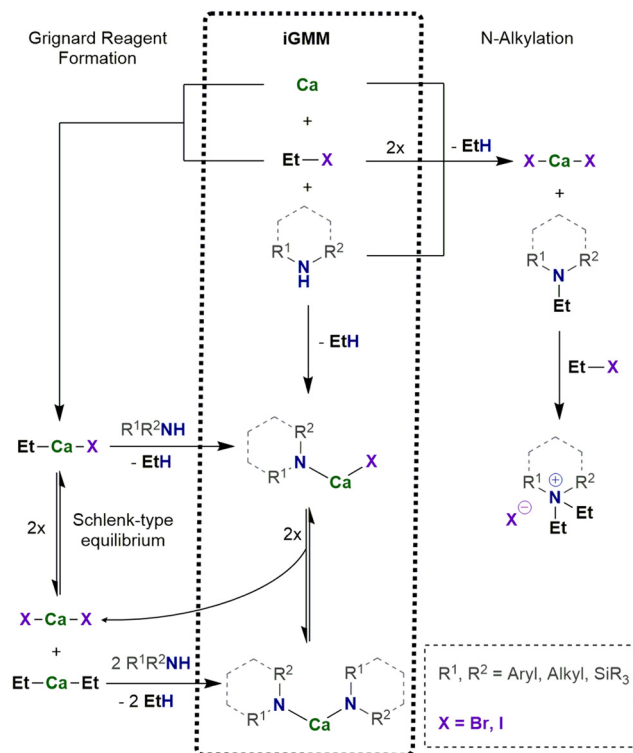 Grignard Reagent
Formation
iGMM
N-Alkylation
Ca
+
Et–X
2x
- EtH
X–Ca–X
+
+
R¹ R²
N
H
R¹ R²
N
Et
- EtH
Et–X
Et–Ca–X
R¹R²NH
- EtH
R²
N
R¹
X
Ca
R¹ R²
N
⊕
X ⊖
Et
Et
2x
Schlenk-type
equilibrium
2x
X–Ca–X
+
Et–Ca–Et
2 R¹R²NH
- 2 EtH
R² R¹
N N
R¹ R²
Ca
R¹, R² = Aryl, Alkyl, SiR₃
X = Br, I